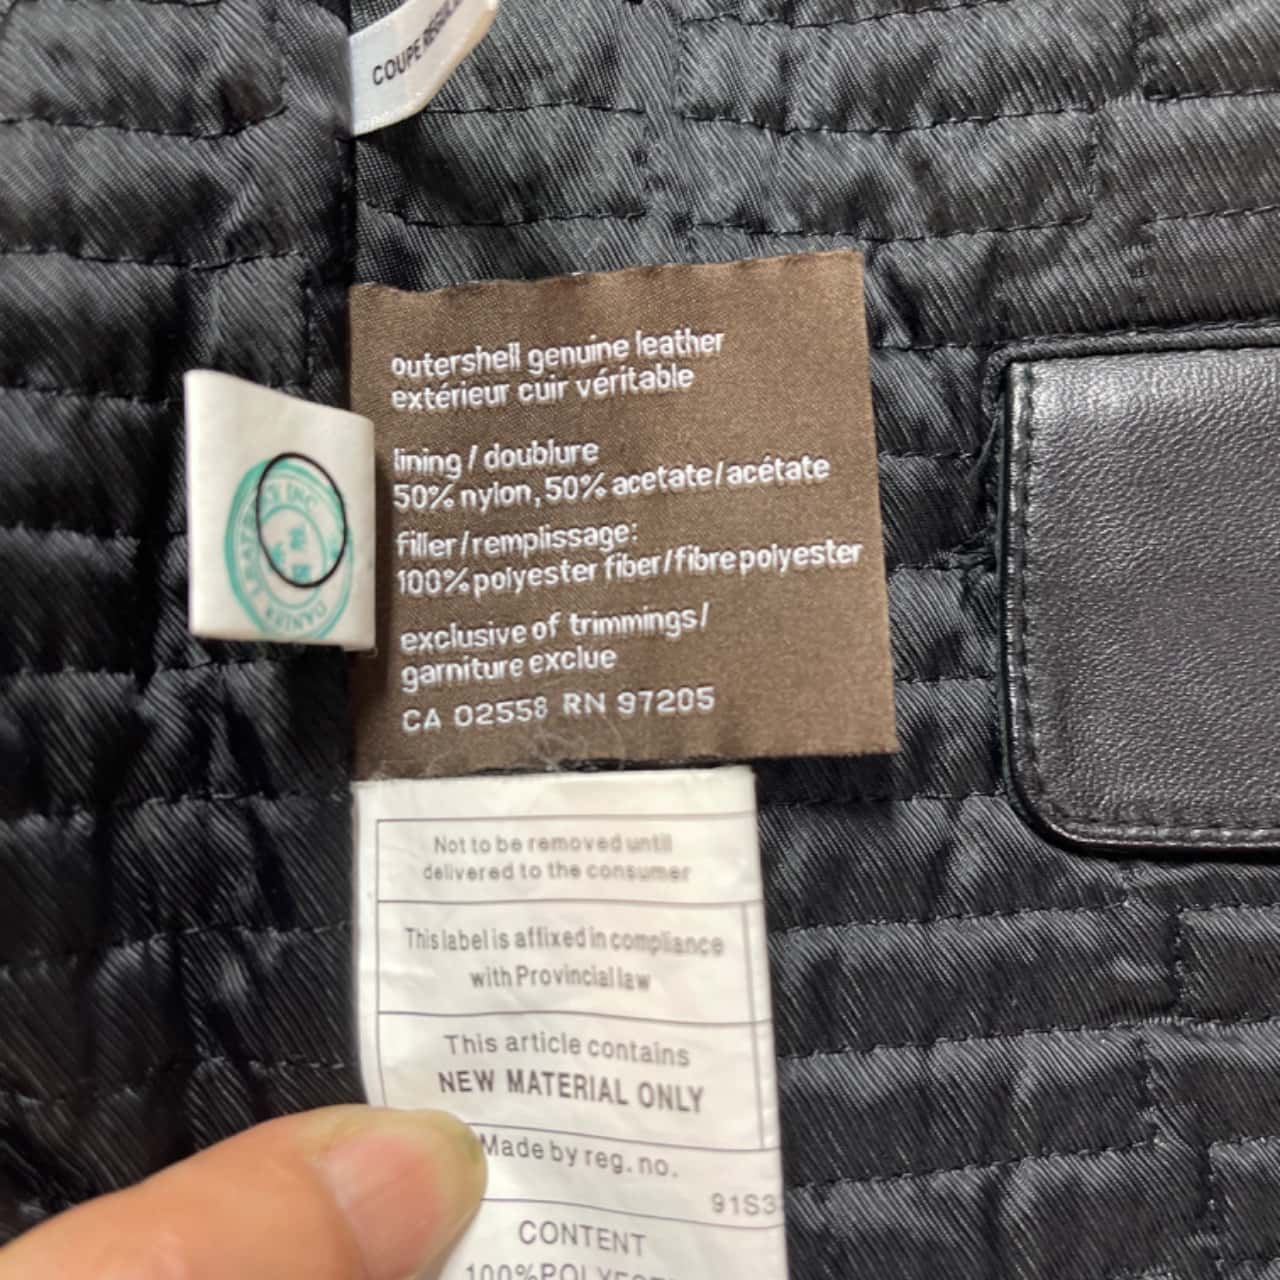 COUPE
outershell genuine leather
extérieur cuir véritable
lining / doublure
50% nylon, 50% acetate/acétate
filler/remplissage:
100% polyester fiber/fibre polyester
exclusive of trimmings/
garniture exclue
CA 02558 RN 97205
INC.
DANIER
Not to be removed until
delivered to the consumer
This label is affixed in compliance
with Provincial law
This article contains
NEW MATERIAL ONLY
Made by reg. no.
91S3
CONTENT